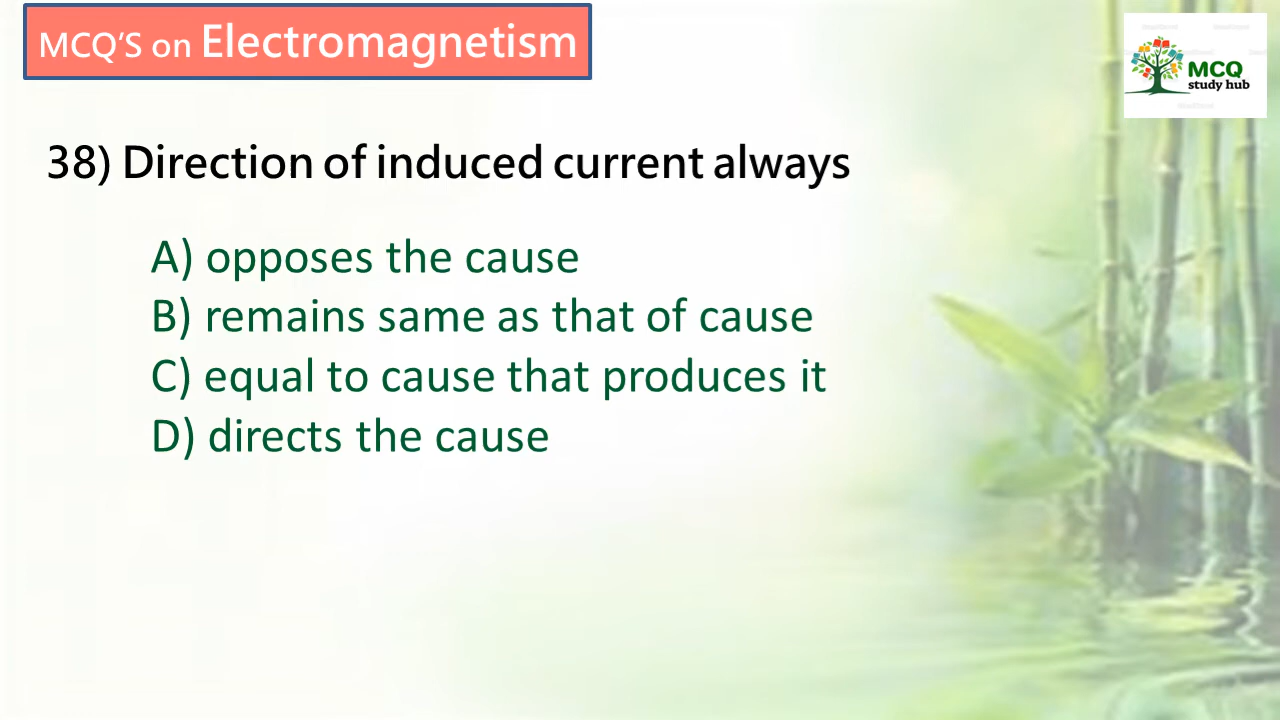 MCQ'S on Electromagnetism
MCQ
study hub
38) Direction of induced current always
A) opposes the cause
B) remains same as that of cause
C) equal to cause that produces it
D) directs the cause